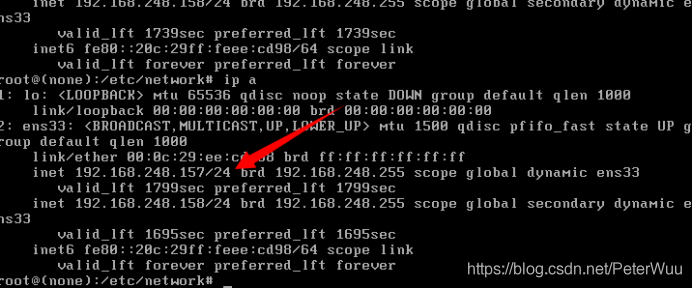 inet 192.168.248.158/24 brd 192.168.248.255 scope global secondary dynamic e
ns33
valid_lft 1739sec preferred_lft 1739sec
inet6 fe80::20c:29ff:feee:cd98/64 scope link
valid_lft forever preferred_lft forever
root@(none):/etc/network# ip a
1: lo: <LOOPBACK> mtu 65536 qdisc noop state DOWN group default qlen 1000
link/loopback 00:00:00:00:00:00 brd 00:00:00:00:00:00
2: ens33: <BROADCAST,MULTICAST,UP,LOWER_UP> mtu 1500 qdisc pfifo_fast state UP g
roup default qlen 1000
link/ether 00:0c:29:ee:cd:98 brd ff:ff:ff:ff:ff:ff
inet 192.168.248.157/24 brd 192.168.248.255 scope global dynamic ens33
valid_lft 1799sec preferred_lft 1799sec
inet 192.168.248.158/24 brd 192.168.248.255 scope global secondary dynamic e
ns33
valid_lft 1695sec preferred_lft 1695sec
inet6 fe80::20c:29ff:feee:cd98/64 scope link
valid_lft forever preferred_lft forever
root@(none):/etc/network# _
https://blog.csdn.net/PeterWuu